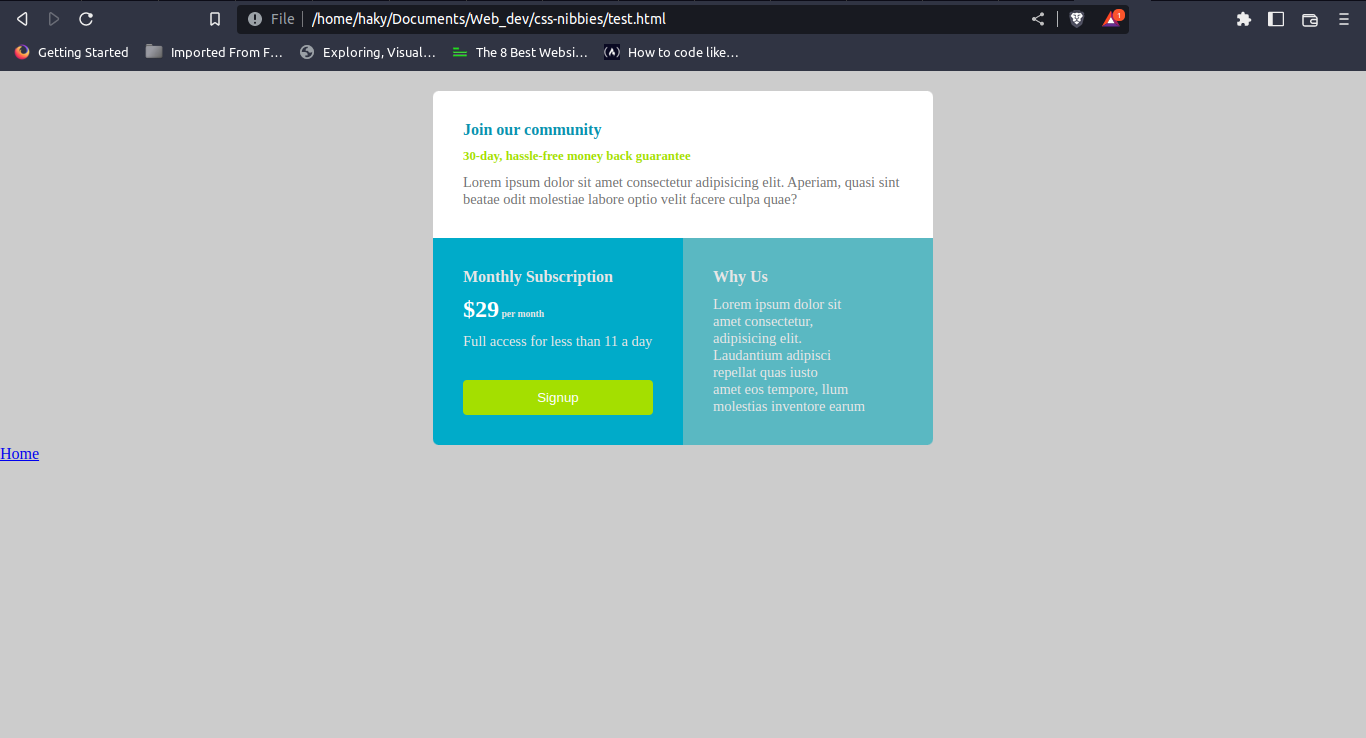 File /home/haky/Documents/Web_dev/css-nibbies/test.html 1
Getting Started Imported From F... Exploring, Visual... The 8 Best Websi... How to code like...
Join our community
30-day, hassle-free money back guarantee
Lorem ipsum dolor sit amet consectetur adipisicing elit. Aperiam, quasi sint
beatae odit molestiae labore optio velit facere culpa quae?
Monthly Subscription
$29 per month
Full access for less than 11 a day
Signup
Why Us
Lorem ipsum dolor sit
amet consectetur,
adipisicing elit.
Laudantium adipisci
repellat quas iusto
amet eos tempore, llum
molestias inventore earum
Home